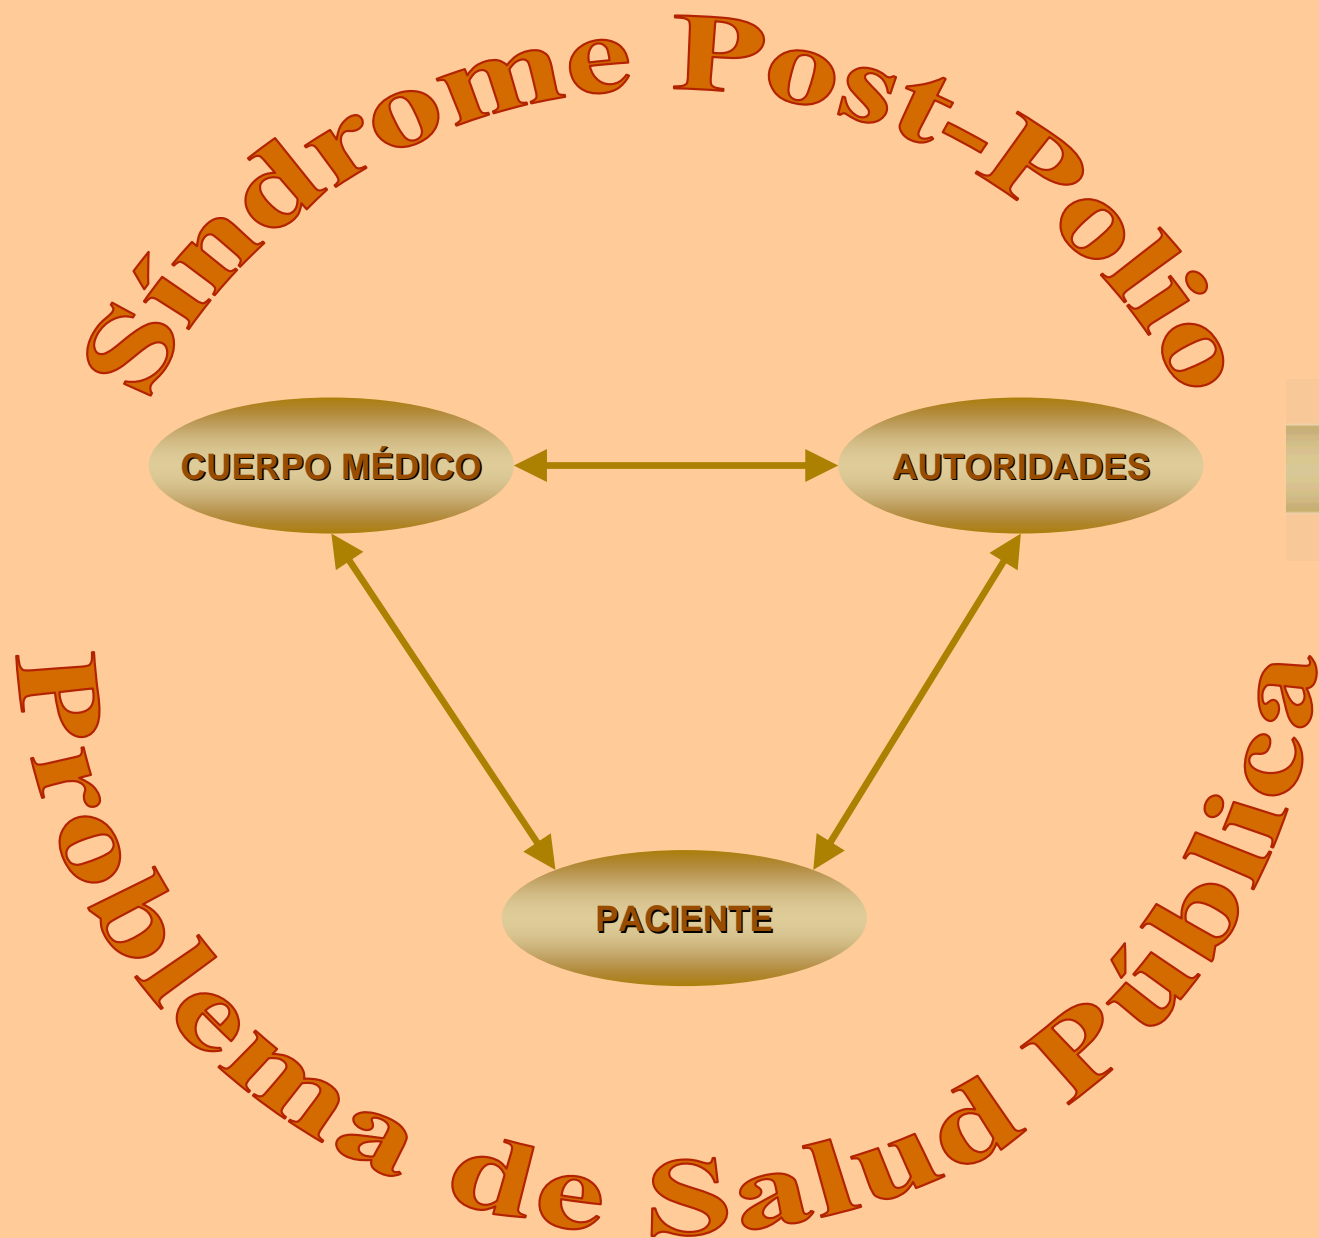 Síndrome Post-Polio
CUERPO MÉDICO
AUTORIDADES
PACIENTE
Problema de Salud Pública